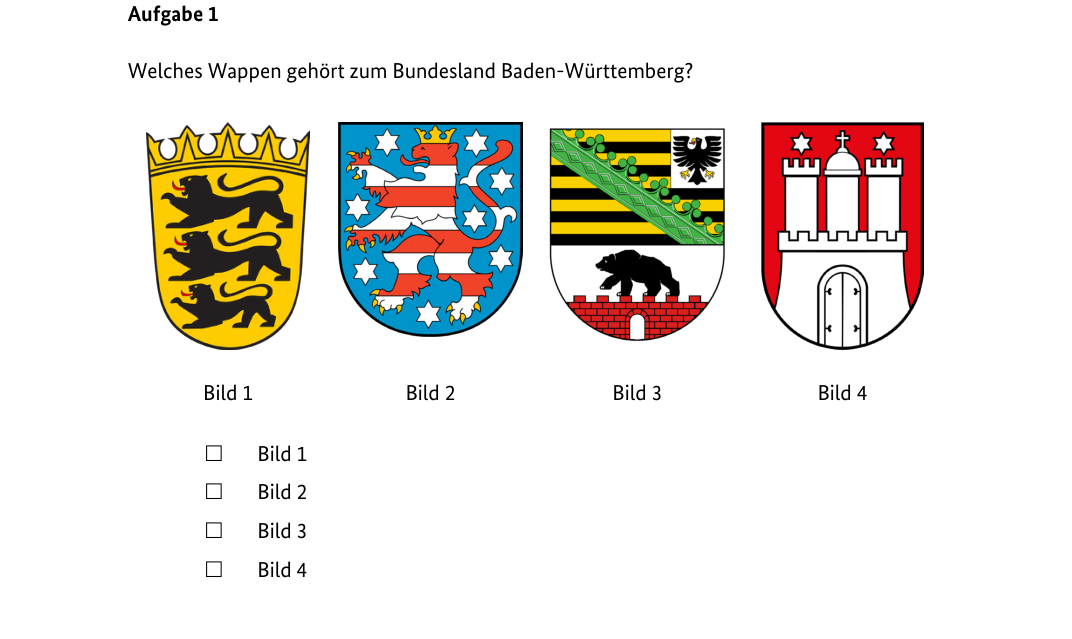 Aufgabe 1
Welches Wappen gehört zum Bundesland Baden-Württemberg?
Bild 1 Bild 2 Bild 3 Bild 4
☐ Bild 1
☐ Bild 2
☐ Bild 3
☐ Bild 4